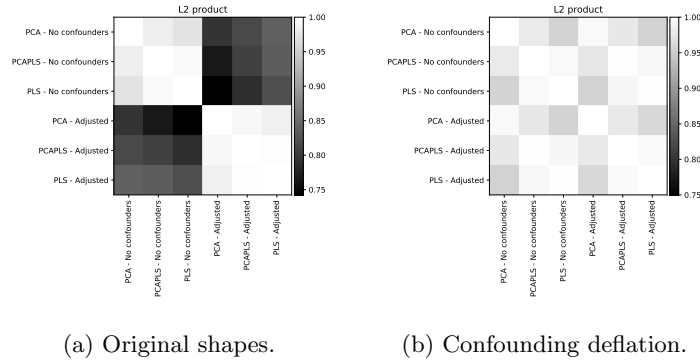 L2 product
PCA - No confounders
PCAPLS - No confounders
PLS - No confounders
PCA - Adjusted
PCAPLS - Adjusted
PLS - Adjusted
PCA - No confounders
PCAPLS - No confounders
PLS - No confounders
PCA - Adjusted
PCAPLS - Adjusted
PLS - Adjusted
1.00
0.95
0.90
0.85
0.80
0.75
(a) Original shapes.
L2 product
PCA - No confounders
PCAPLS - No confounders
PLS - No confounders
PCA - Adjusted
PCAPLS - Adjusted
PLS - Adjusted
PCA - No confounders
PCAPLS - No confounders
PLS - No confounders
PCA - Adjusted
PCAPLS - Adjusted
PLS - Adjusted
1.00
0.95
0.90
0.85
0.80
0.75
(b) Confounding deflation.